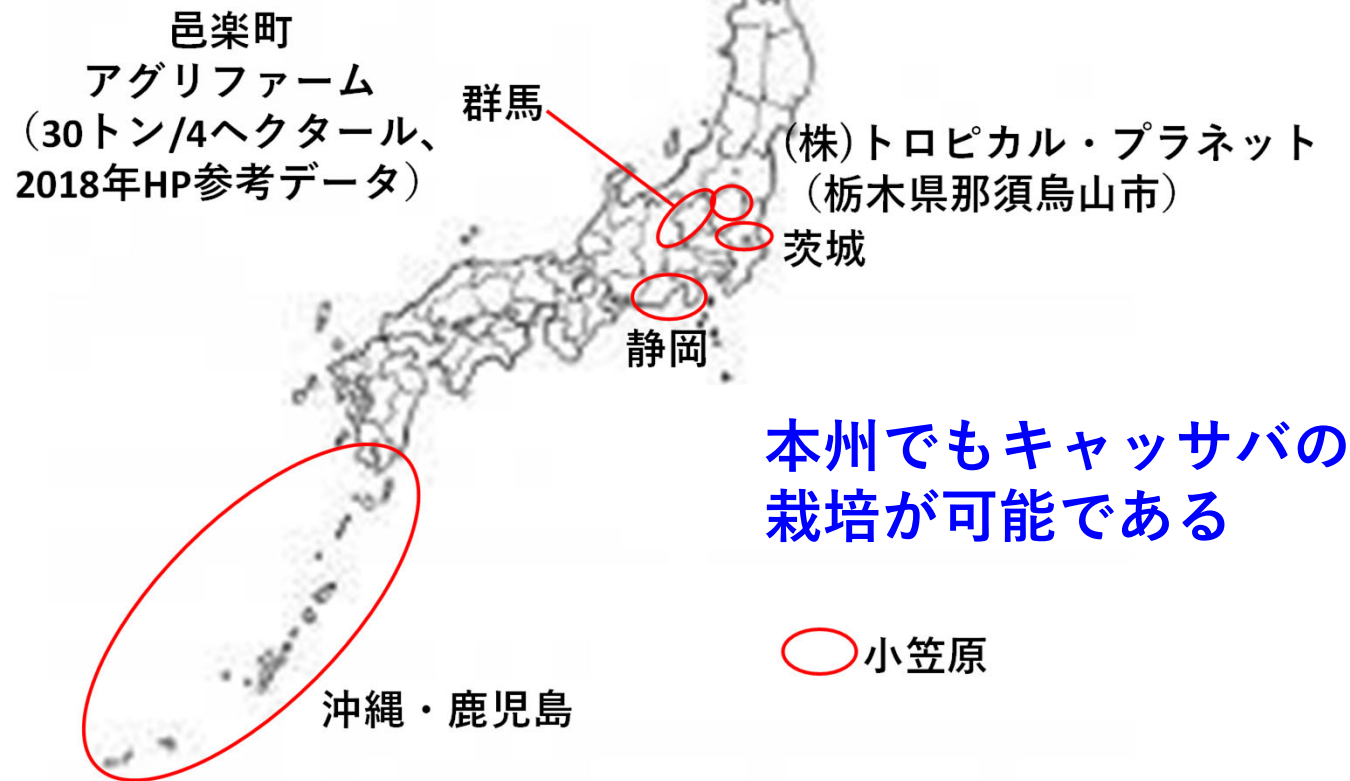 邑楽町
アグリファーム
（30トン/4ヘクタール、
2018年HP参考データ）
群馬
(株)トロピカル・プラネット
（栃木県那須烏山市）
茨城
静岡
本州でもキャッサバの
栽培が可能である
小笠原
沖縄・鹿児島